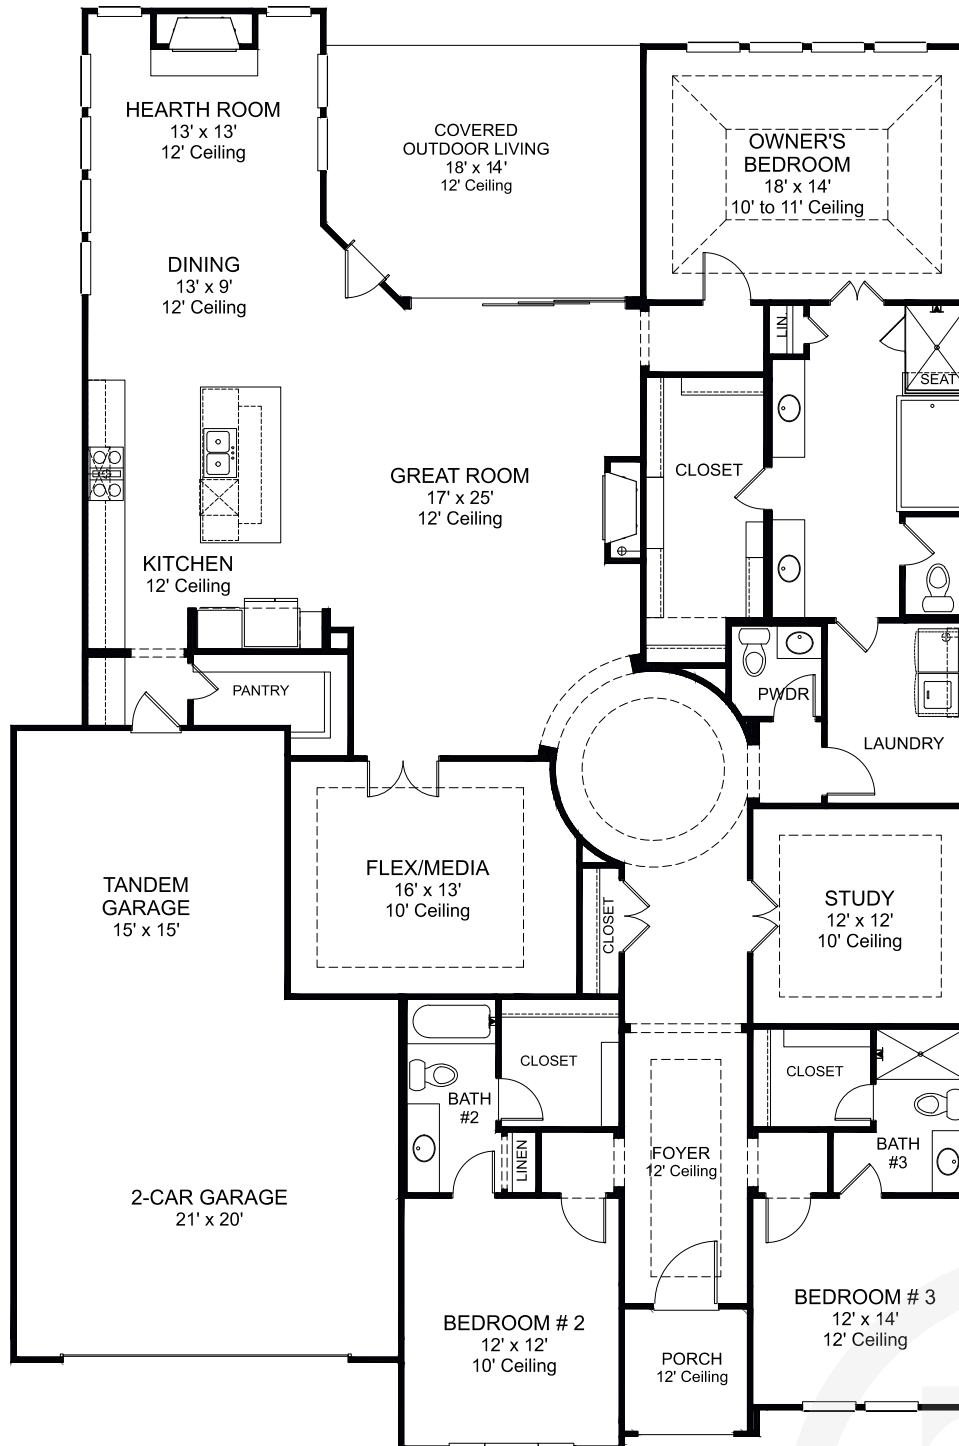 HEARTH ROOM
13' x 13'
12' Ceiling
COVERED
OUTDOOR LIVING
18' x 14'
12' Ceiling
OWNER'S
BEDROOM
18' x 14'
10' to 11' Ceiling
DINING
13' x 9'
12' Ceiling
LIN.
SEAT
CLOSET
GREAT ROOM
17' x 25'
12' Ceiling
KITCHEN
12' Ceiling
PANTRY
PWDR
LAUNDRY
TANDEM
GARAGE
15' x 15'
FLEX/MEDIA
16' x 13'
10' Ceiling
CLOSET
STUDY
12' x 12'
10' Ceiling
CLOSET
BATH
#2
LINEN
FOYER
12' Ceiling
CLOSET
BATH
#3
2-CAR GARAGE
21' x 20'
BEDROOM # 2
12' x 12'
10' Ceiling
PORCH
12' Ceiling
BEDROOM # 3
12' x 14'
12' Ceiling